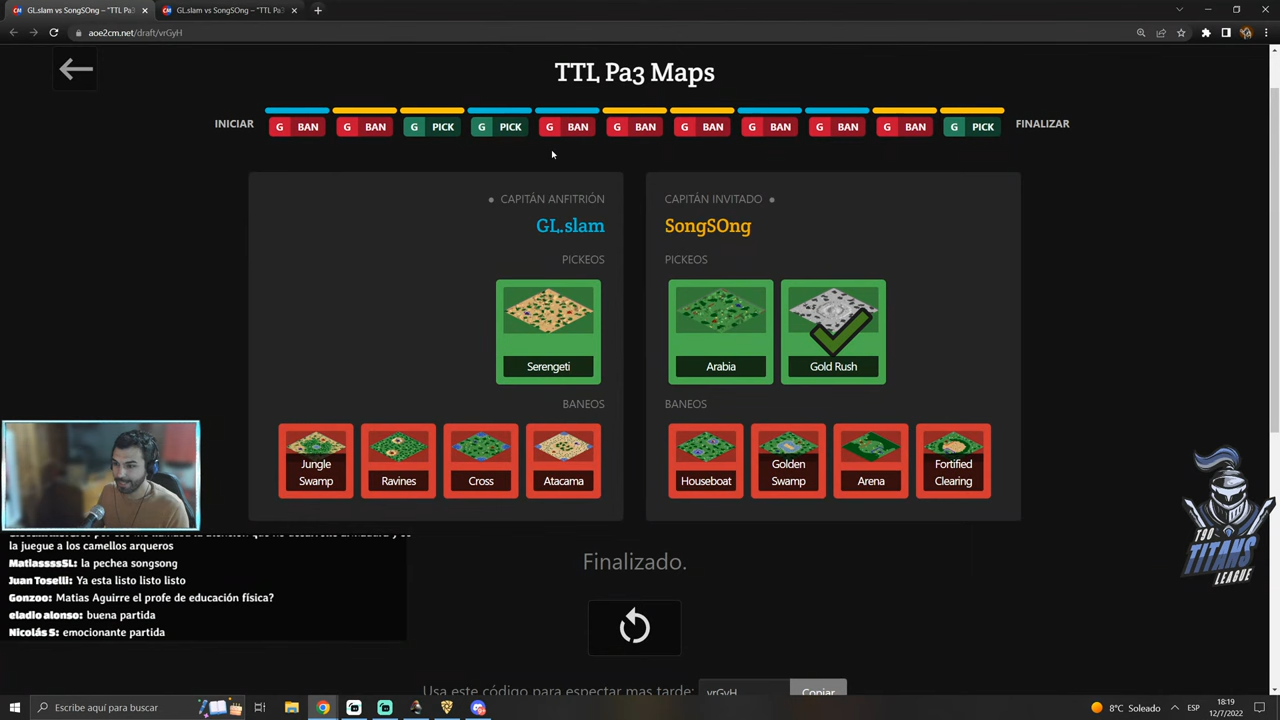 GL.slam vs SongSOng – "TTL Pa3
GL.slam vs SongSOng – "TTL Pa3
aoe2cm.net/draft/vrGyH
TTL Pa3 Maps
INICIAR
G BAN
G BAN
G PICK
G PICK
G BAN
G BAN
G BAN
G BAN
G BAN
G BAN
G PICK
FINALIZAR
CAPITÁN ANFITRIÓN
GL.slam
PICKEOS
Serengeti
BANEOS
Jungle Swamp
Ravines
Cross
Atacama
CAPITÁN INVITADO
SongSOng
PICKEOS
Arabia
Gold Rush
BANEOS
Houseboat
Golden Swamp
Arena
Fortified Clearing
la juegue a los camellos arqueros
MatiassssSL: la pechea songsong
Juan Toselli: Ya esta listo listo listo
Gonzoo: Matias Aguirre el profe de educación física?
eladio alonso: buena partida
Nicolás S: emocionante partida
Finalizado.
Usa este código para espectar mas tarde:
vrGyH
Copiar
T90
TITANS
LEAGUE
Escribe aquí para buscar
8°C Soleado
ESP
18:19
12/7/2022